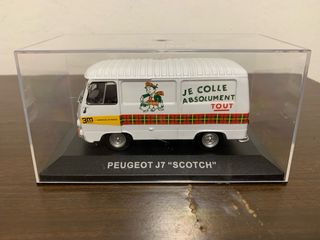 JE COLLE
ABSOLUMENT
TOUT
3M
PEUGEOT J7 "SCOTCH"